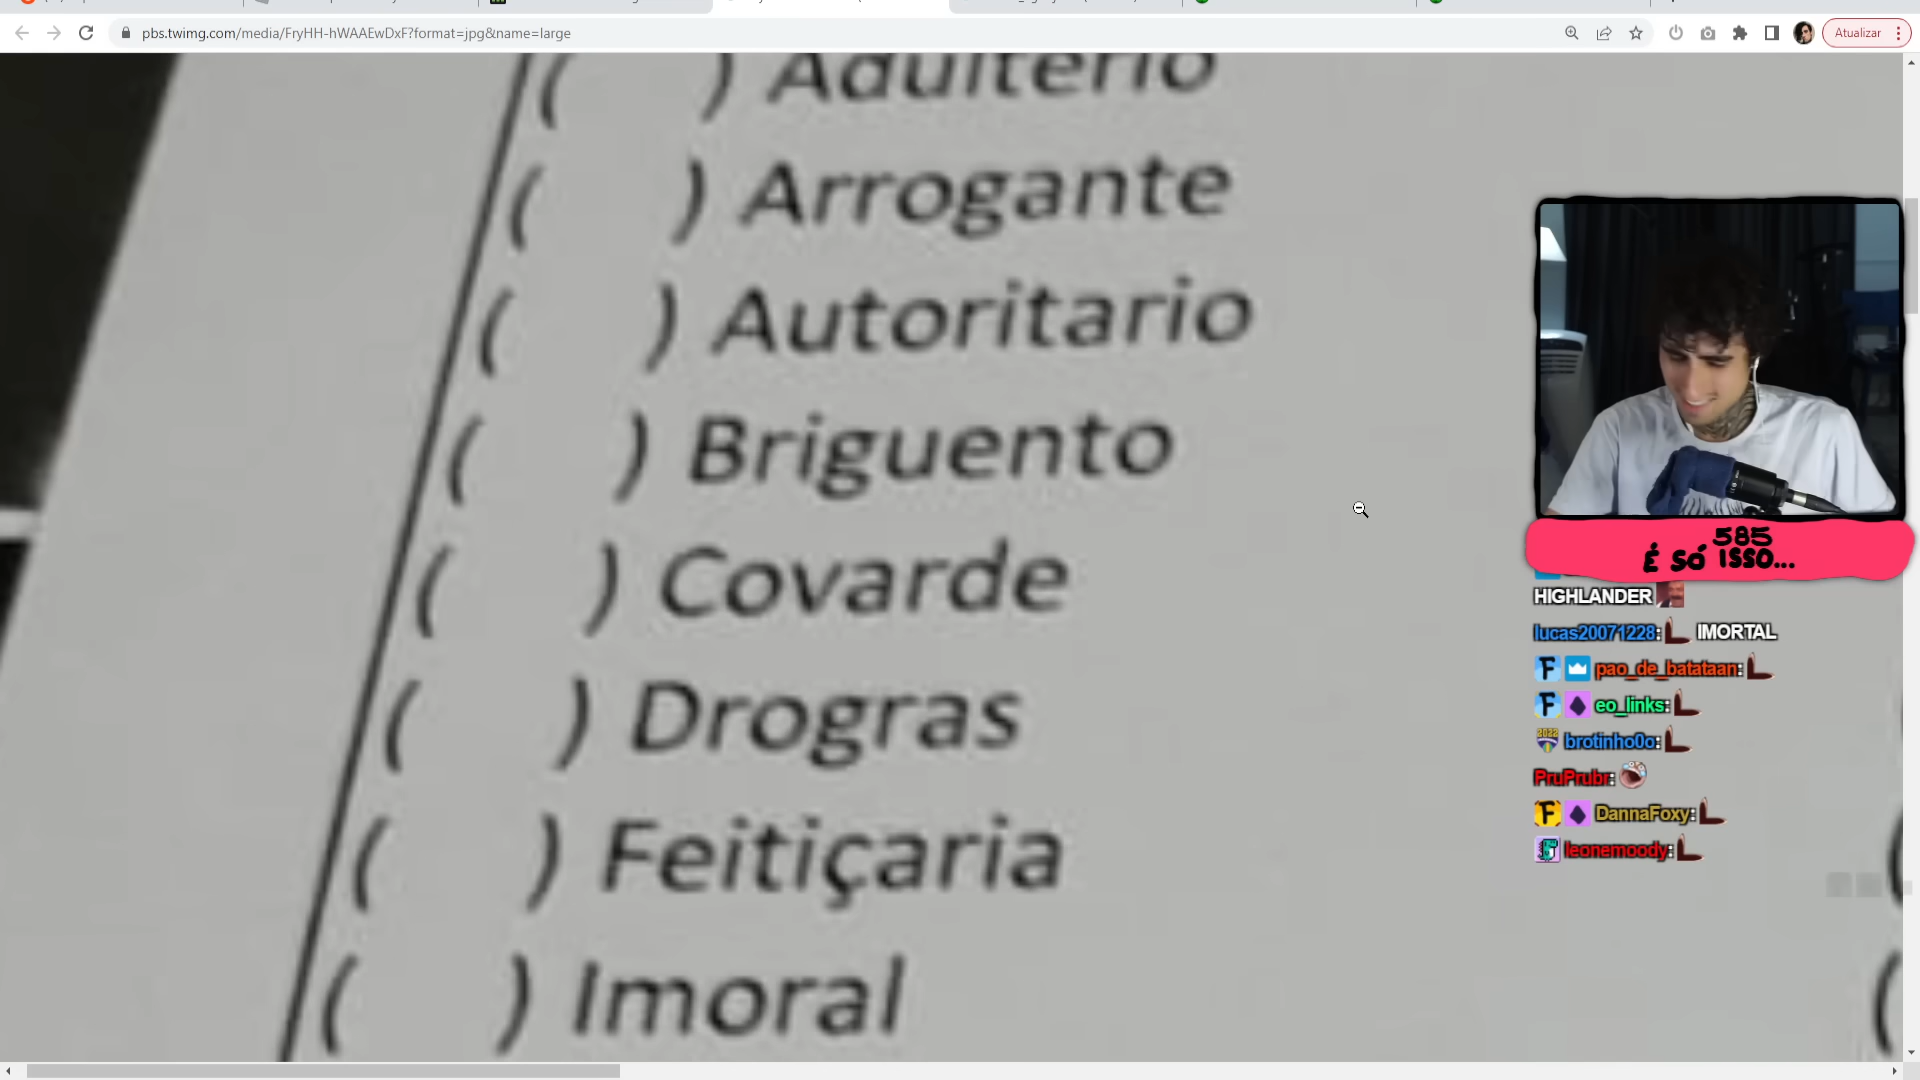 pbs.twimg.com/media/FryHH-hWAAEwDxF?format=jpg&name=large
Atualizar
( ) Adulterio
( ) Arrogante
( ) Autoritario
( ) Briguento
( ) Covarde
( ) Drogras
( ) Feitiçaria
( ) Imoral
585
É SÓ ISSO...
HIGHLANDER
lucas20071228: IMORTAL
pao_de_batataan:
eo_links:
brotinho0o:
PruPrubr:
DannaFoxy:
leonemoody: